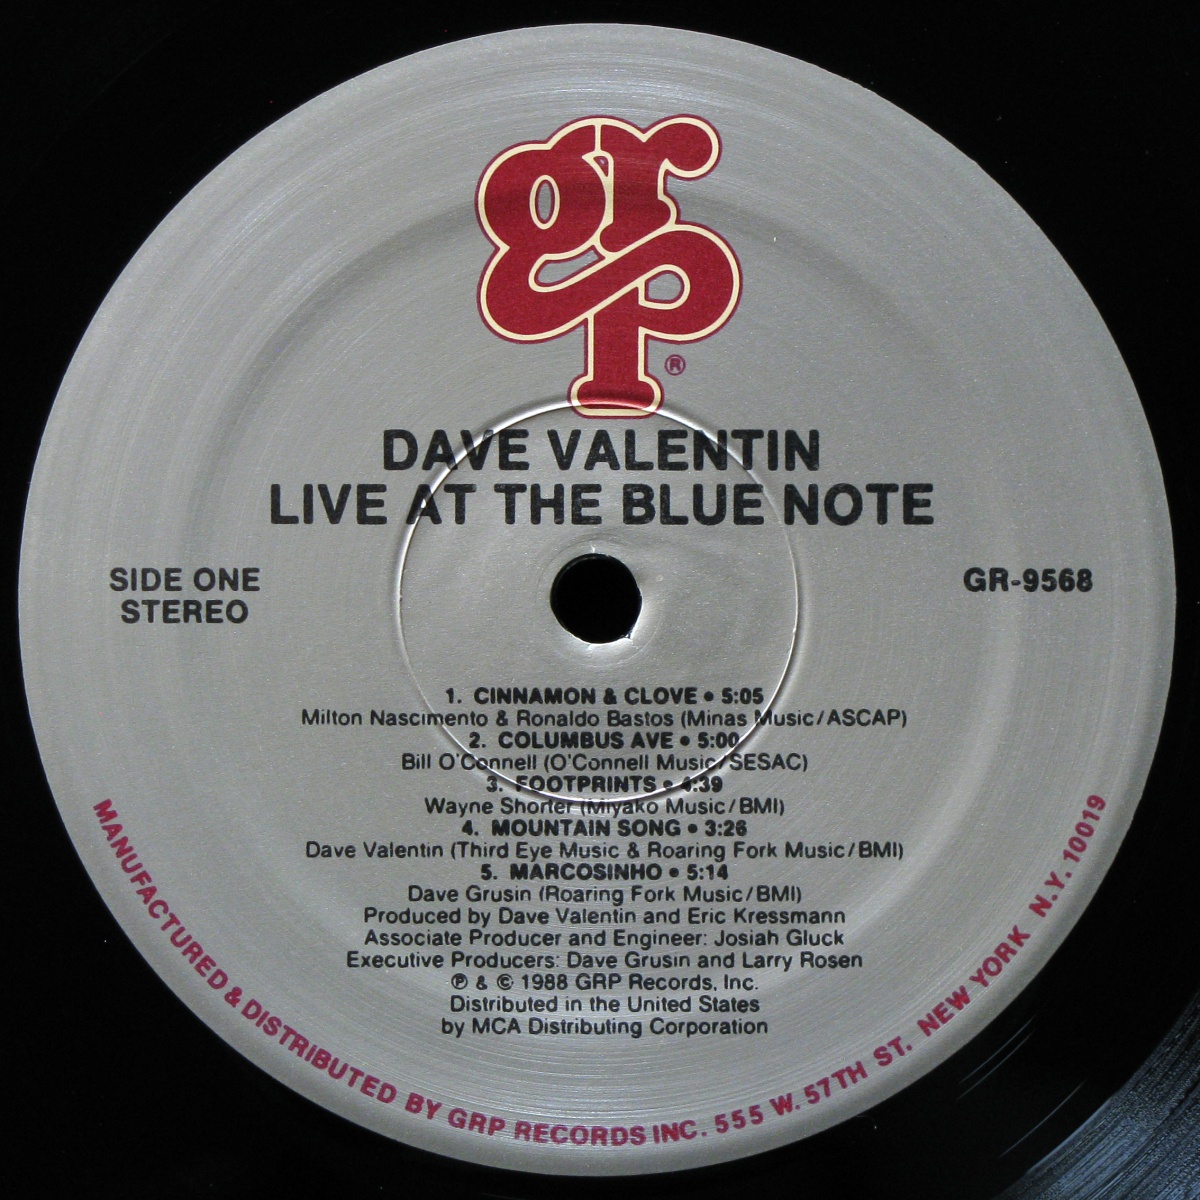 grp
®
DAVE VALENTIN
LIVE AT THE BLUE NOTE
SIDE ONE
STEREO
GR-9568
1. CINNAMON & CLOVE • 5:05
Milton Nascimento & Ronaldo Bastos (Minas Music/ASCAP)
2. COLUMBUS AVE • 5:00
Bill O'Connell (O'Connell Music/SESAC)
3. FOOTPRINTS • 4:39
Wayne Shorter (Miyako Music/BMI)
4. MOUNTAIN SONG • 3:26
Dave Valentin (Third Eye Music & Roaring Fork Music/BMI)
5. MARCOSINHO • 5:14
Dave Grusin (Roaring Fork Music/BMI)
Produced by Dave Valentin and Eric Kressmann
Associate Producer and Engineer: Josiah Gluck
Executive Producers: Dave Grusin and Larry Rosen
℗ & © 1988 GRP Records, Inc.
Distributed in the United States
by MCA Distributing Corporation
MANUFACTURED & DISTRIBUTED BY GRP RECORDS INC. 555 W. 57TH ST. NEW YORK N.Y. 10019